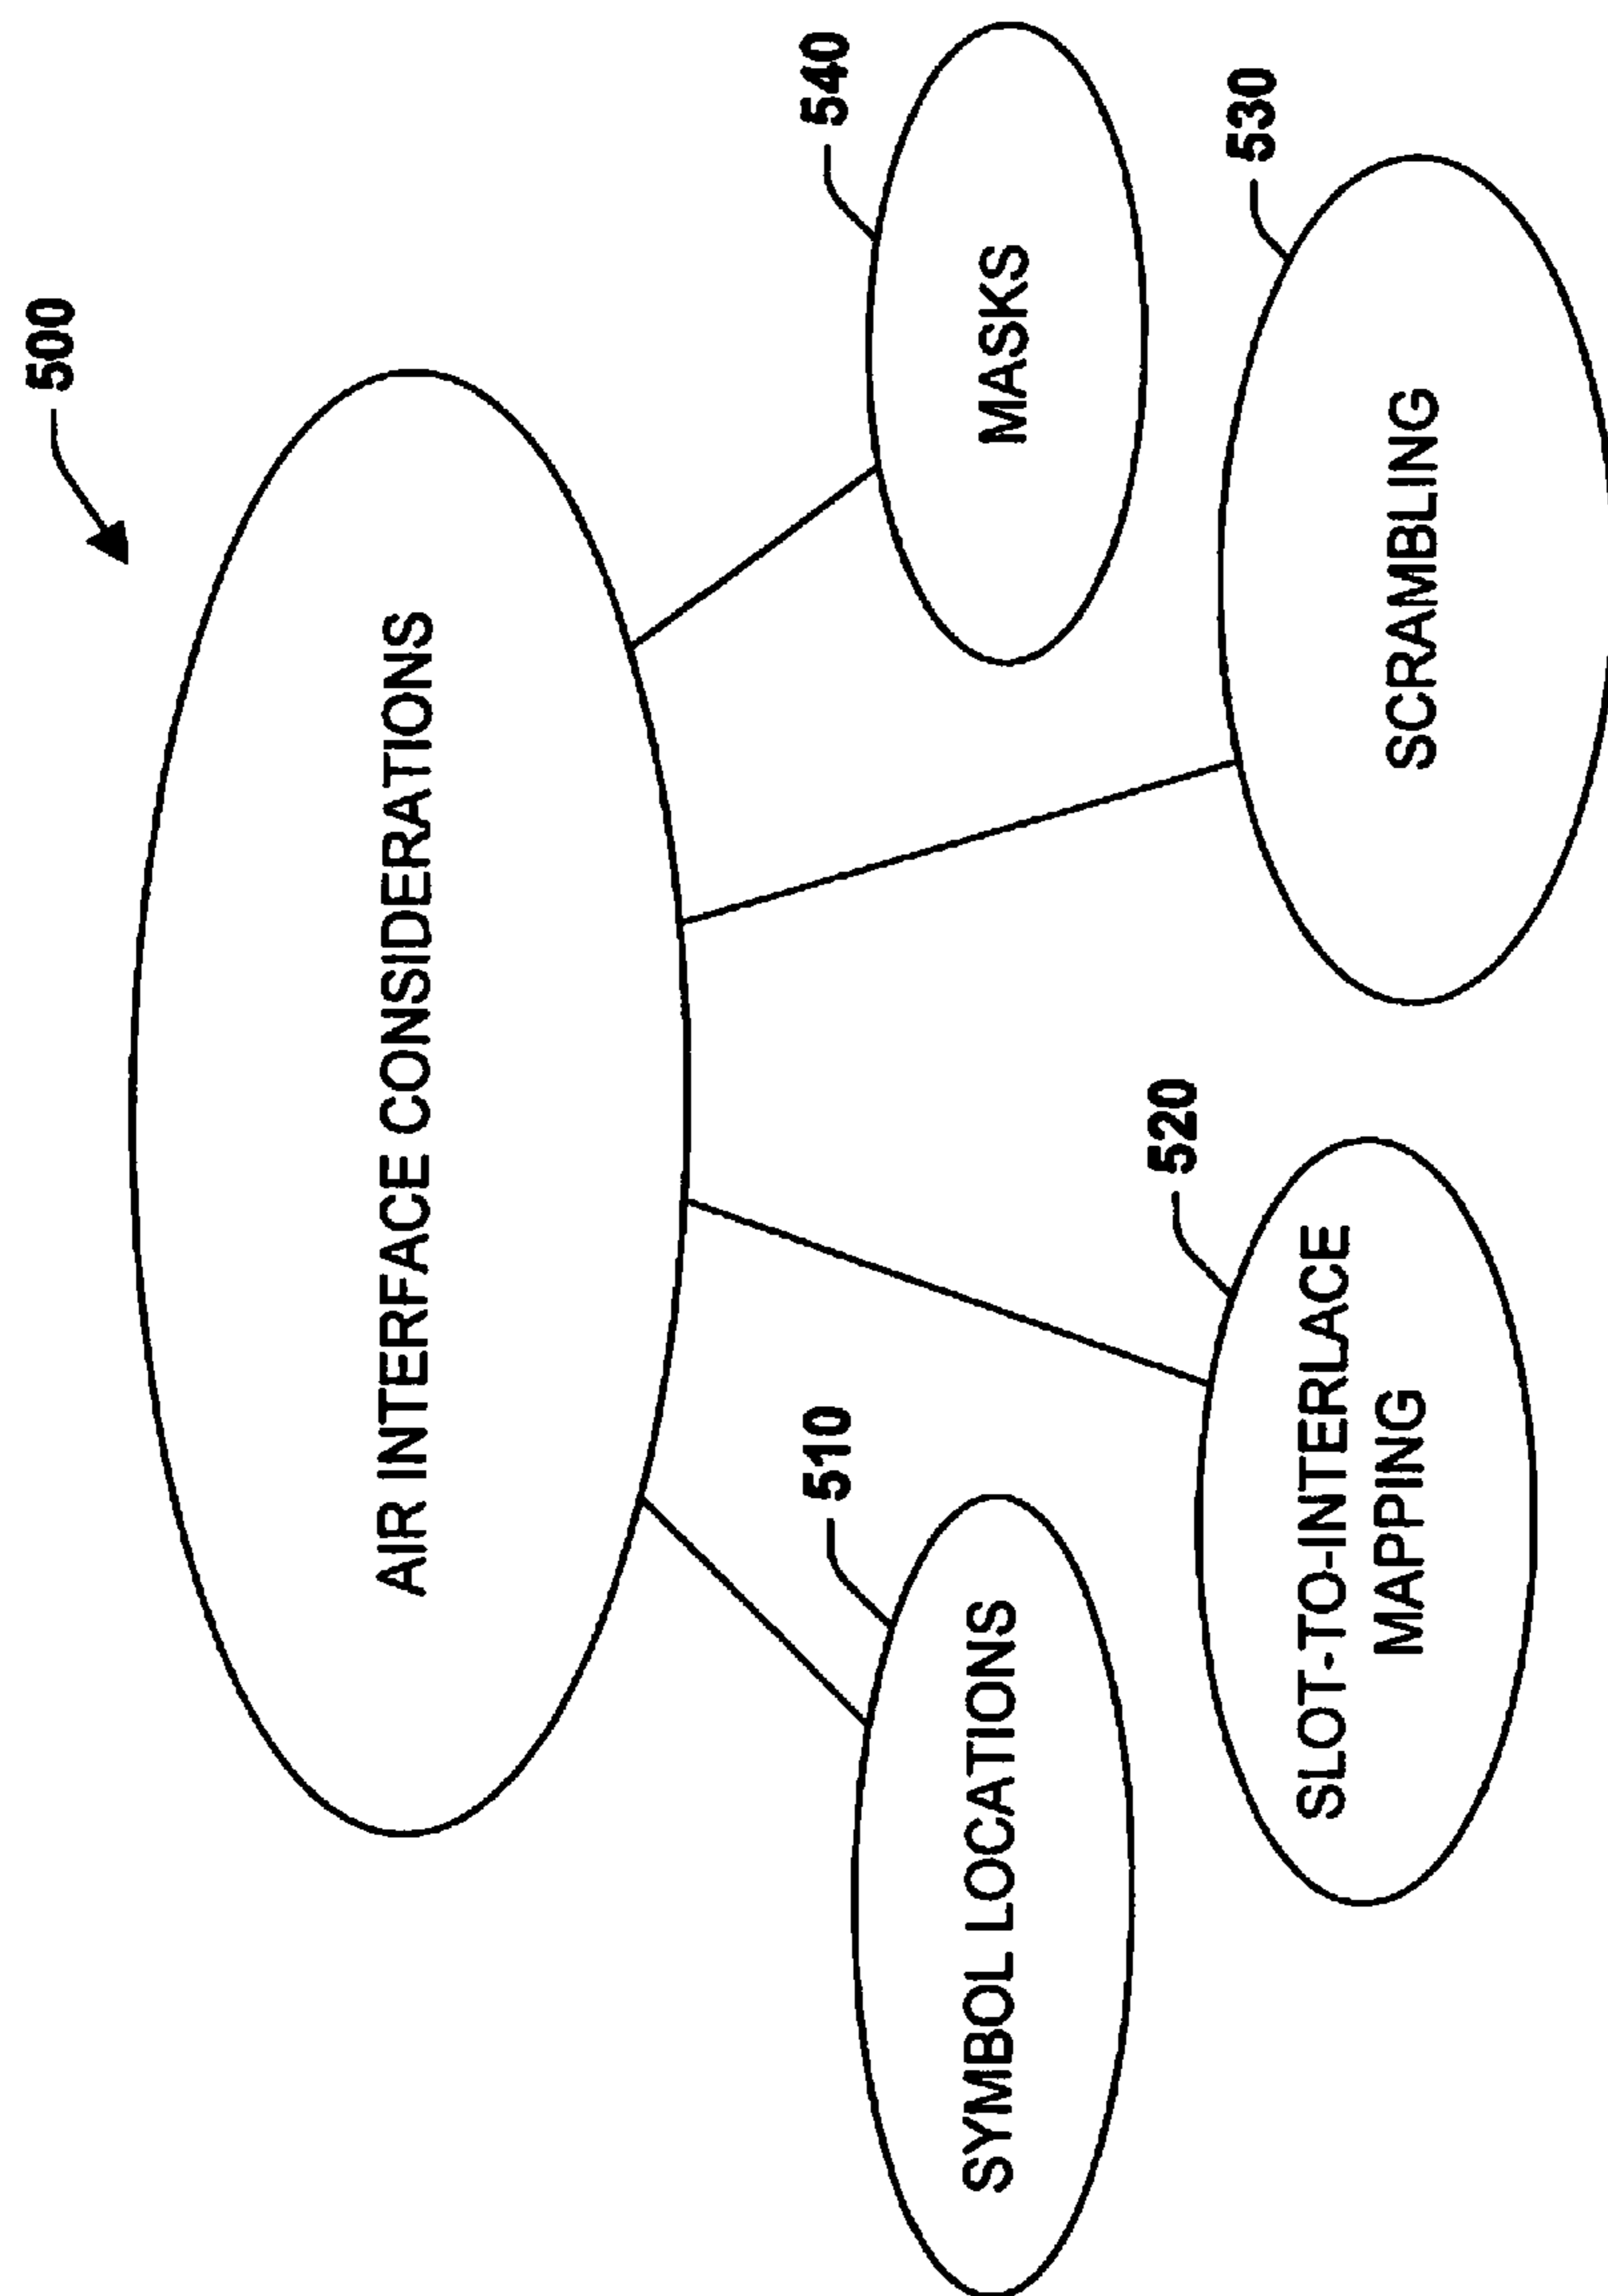 500
AIR INTERFACE CONSIDERATIONS
510
SYMBOL LOCATIONS
540
MASKS
520
SLOT-TO-INTERLACE
MAPPING
530
SCRAMBLING